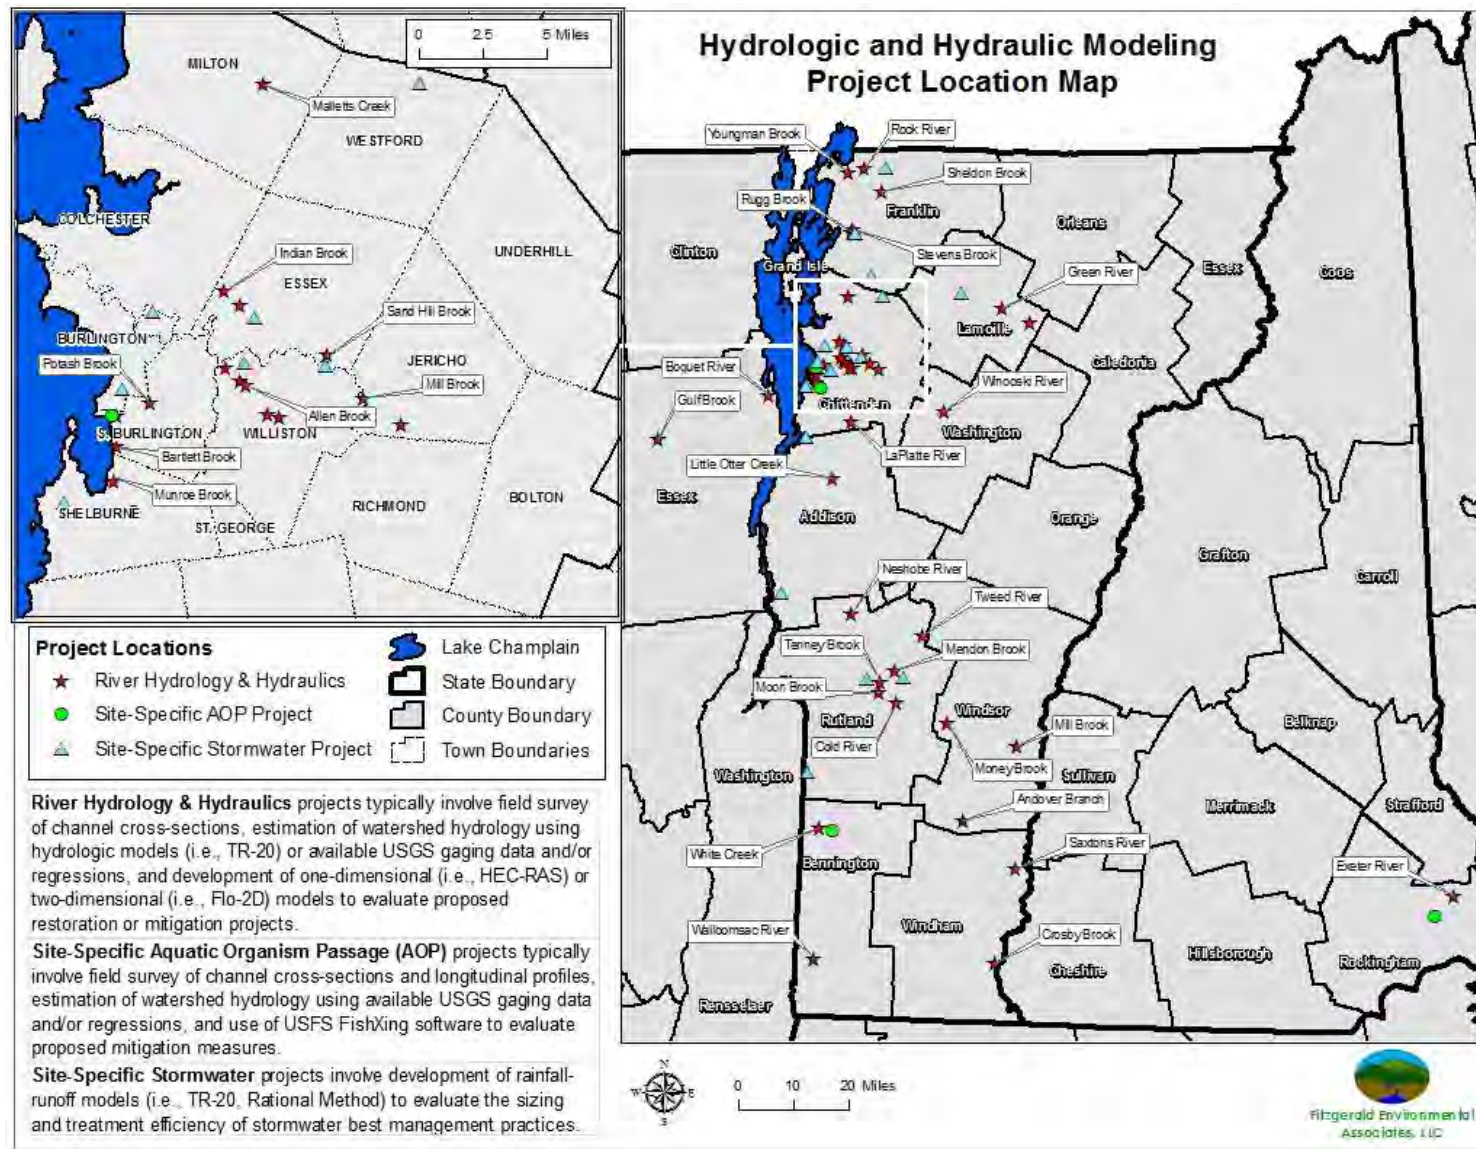 Hydrologic and Hydraulic Modeling
Project Location Map
0 2.5 5 Miles
MILTON
Malletts Creek
WESTFORD
COLCHESTER
UNDERHILL
Indian Brook
ESSEX
Sand Hill Brook
BURLINGTON
JERICHO
Potash Brook
Mill Brook
Allen Brook
S. BURLINGTON
WILLISTON
Bartlett Brook
Munroe Brook
RICHMOND
BOLTON
SHELBURNE
ST. GEORGE
Youngman Brook
Rock River
Sheldon Brook
Rugg Brook
Franklin
Orleans
Clinton
Stevens Brook
Grand Isle
Essex
Coos
Green River
Lamoille
Caledonia
Boquet River
Winooski River
Gulf Brook
Chittenden
Washington
LaPlatte River
Little Otter Creek
Essex
Addison
Orange
Grafton
Carroll
Neshobe River
Tweed River
Tenney Brook
Mendon Brook
Moon Brook
Rutland
Windsor
Mill Brook
Belknap
Cold River
Washington
Money Brook
Sullivan
Andover Branch
Merrimack
Strafford
White Creek
Bennington
Saxtons River
Exeter River
Walloomsac River
Windham
Crosby Brook
Cheshire
Hillsborough
Rockingham
Rensselaer
Project Locations
River Hydrology & Hydraulics
Site-Specific AOP Project
Site-Specific Stormwater Project
Lake Champlain
State Boundary
County Boundary
Town Boundaries
River Hydrology & Hydraulics projects typically involve field survey
of channel cross-sections, estimation of watershed hydrology using
hydrologic models (i.e., TR-20) or available USGS gaging data and/or
regressions, and development of one-dimensional (i.e., HEC-RAS) or
two-dimensional (i.e., Flo-2D) models to evaluate proposed
restoration or mitigation projects.
Site-Specific Aquatic Organism Passage (AOP) projects typically
involve field survey of channel cross-sections and longitudinal profiles,
estimation of watershed hydrology using available USGS gaging data
and/or regressions, and use of USFS FishXing software to evaluate
proposed mitigation measures.
Site-Specific Stormwater projects involve development of rainfall-
runoff models (i.e., TR-20, Rational Method) to evaluate the sizing
and treatment efficiency of stormwater best management practices.
N
W E
S
0 10 20 Miles
Fitzgerald Environmental
Associates, LLC